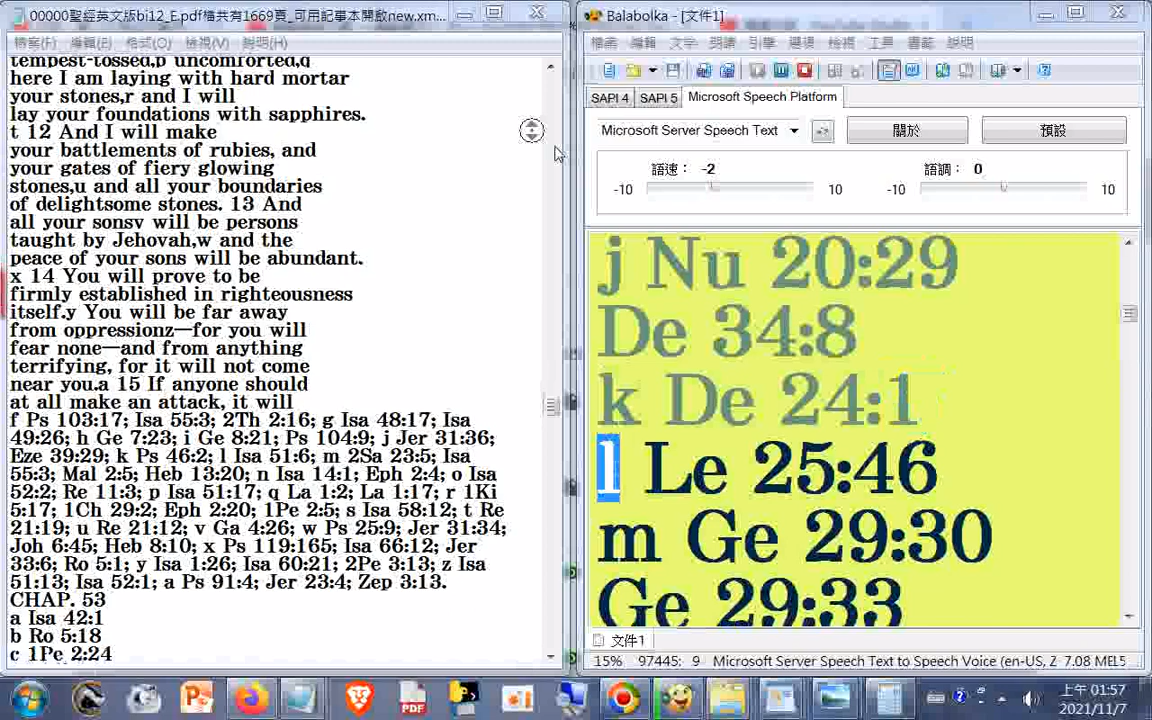 00000聖經英文版bi12_E.pdf檔共有1669頁_可用記事本開啟new.xm...
檔案(F) 編輯(E) 格式(O) 檢視(V) 說明(H)
tempest-tossed,p uncomforted,q
here I am laying with hard mortar
your stones,r and I will
lay your foundations with sapphires.
t 12 And I will make
your battlements of rubies, and
your gates of fiery glowing
stones,u and all your boundaries
of delightsome stones. 13 And
all your sonsv will be persons
taught by Jehovah,w and the
peace of your sons will be abundant.
x 14 You will prove to be
firmly established in righteousness
itself.y You will be far away
from oppressionz—for you will
fear none—and from anything
terrifying, for it will not come
near you.a 15 If anyone should
at all make an attack, it will
f Ps 103:17; Isa 55:3; 2Th 2:16; g Isa 48:17; Isa
49:26; h Ge 7:23; i Ge 8:21; Ps 104:9; j Jer 31:36;
Eze 39:29; k Ps 46:2; l Isa 51:6; m 2Sa 23:5; Isa
55:3; Mal 2:5; Heb 13:20; n Isa 14:1; Eph 2:4; o Isa
52:2; Re 11:3; p Isa 51:17; q La 1:2; La 1:17; r 1Ki
5:17; 1Ch 29:2; Eph 2:20; 1Pe 2:5; s Isa 58:12; t Re
21:19; u Re 21:12; v Ga 4:26; w Ps 25:9; Jer 31:34;
Joh 6:45; Heb 8:10; x Ps 119:165; Isa 66:12; Jer
33:6; Ro 5:1; y Isa 1:26; Isa 60:21; 2Pe 3:13; z Isa
51:13; Isa 52:1; a Ps 91:4; Jer 23:4; Zep 3:13.
CHAP. 53
a Isa 42:1
b Ro 5:18
c 1Pe 2:24
Balabolka - [文件1]
檔案 編輯 文字 朗讀 引擎 選項 檢視 工具 書籤 說明
SAPI 4 SAPI 5 Microsoft Speech Platform
Microsoft Server Speech Text 關於 預設
語速: -2 語調: 0
-10 10 -10 10
j Nu 20:29
De 34:8
k De 24:1
l Le 25:46
m Ge 29:30
Ge 29:33
文件1
15% 97445: 9 Microsoft Server Speech Text to Speech Voice (en-US, Z 7.08 MB
上午 01:57
2021/11/7